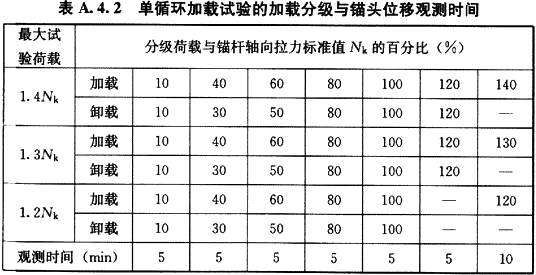 表 A.4.2 单循环加载试验的加载分级与锚头位移观测时间
最大试验荷载 分级荷载与锚杆轴向拉力标准值 Nk 的百分比（%）
1.4Nk 加载 10 40 60 80 100 120 140
卸载 10 30 50 80 100 120 —
1.3Nk 加载 10 40 60 80 100 120 130
卸载 10 30 50 80 100 120 —
1.2Nk 加载 10 40 60 80 100 — 120
卸载 10 30 50 80 100 — —
观测时间（min） 5 5 5 5 5 5 10